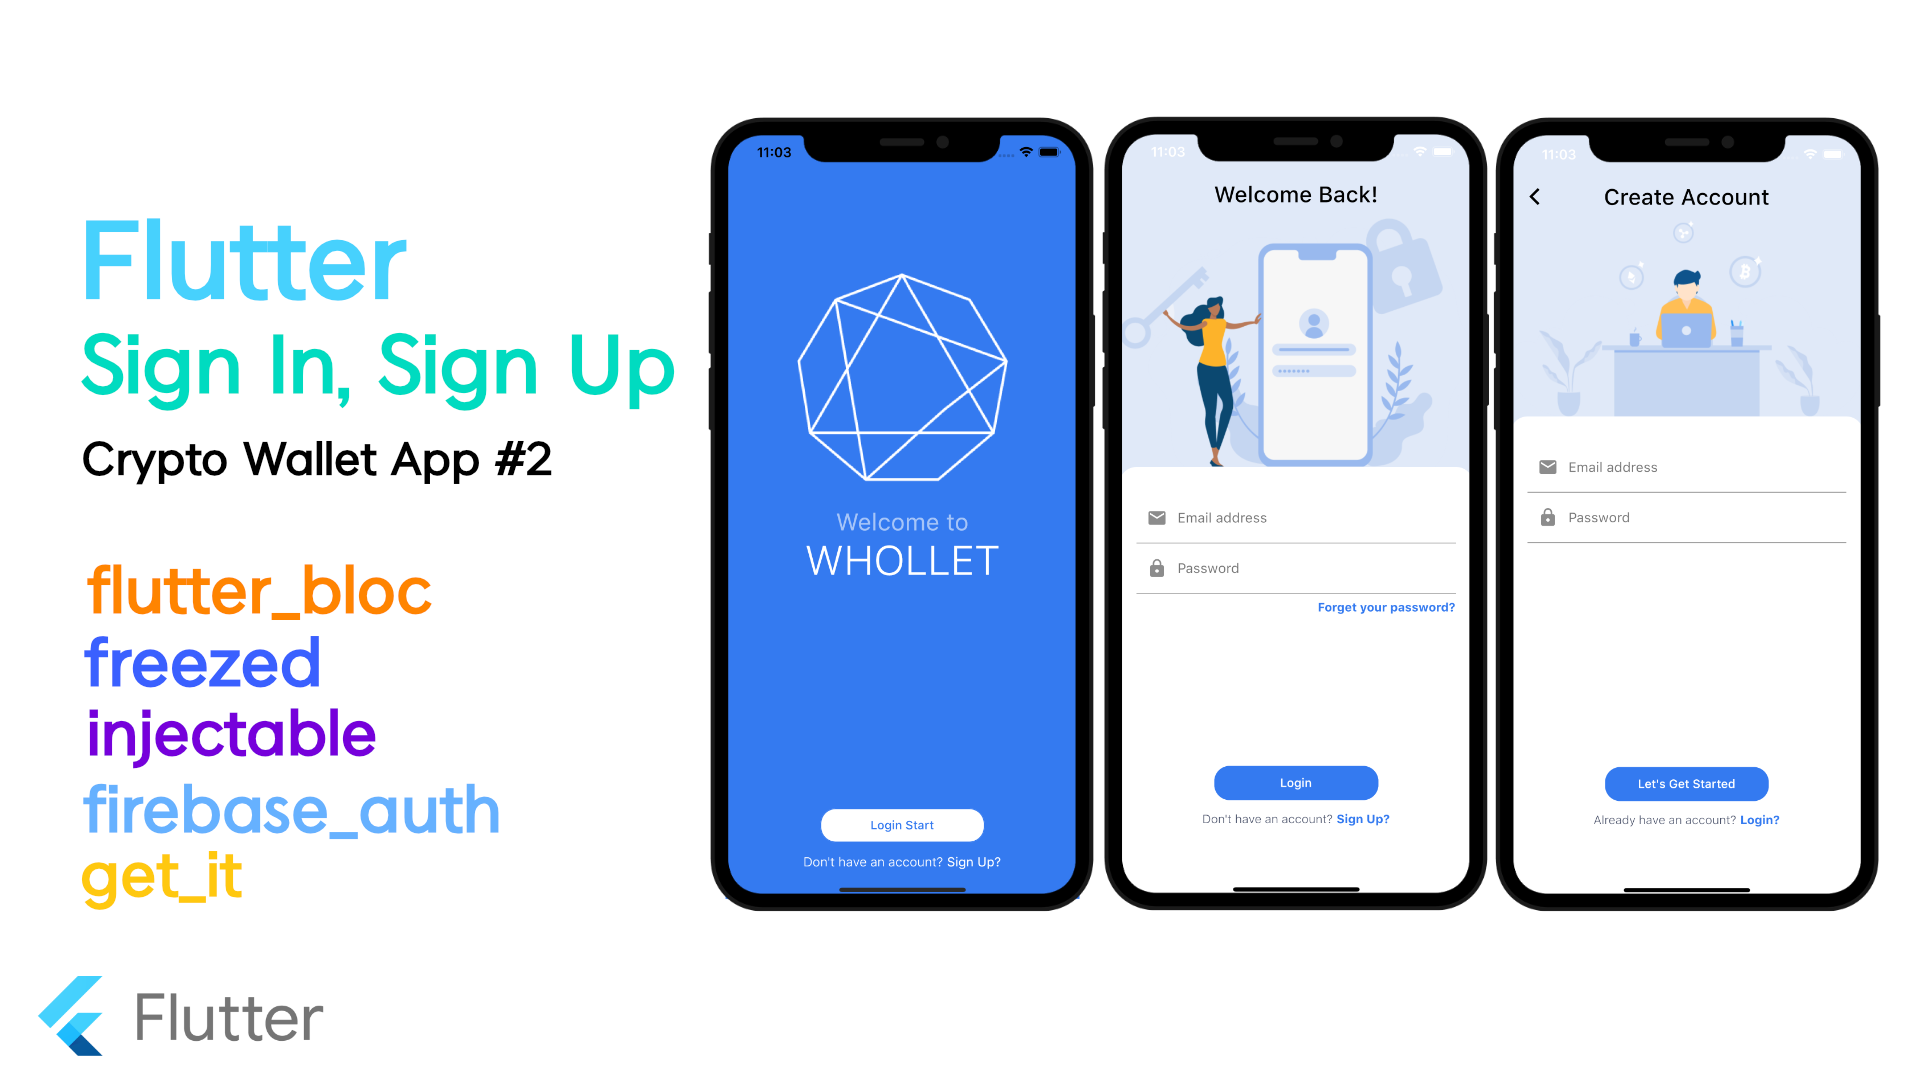 Flutter
Sign In, Sign Up
Crypto Wallet App #2
flutter_bloc
freezed
injectable
firebase_auth
get_it
Flutter
11:03
Welcome to
WHOLLET
Login Start
Don't have an account? Sign Up?
11:03
Welcome Back!
Email address
Password
Forget your password?
Login
Don't have an account? Sign Up?
11:03
Create Account
Email address
Password
Let's Get Started
Already have an account? Login?